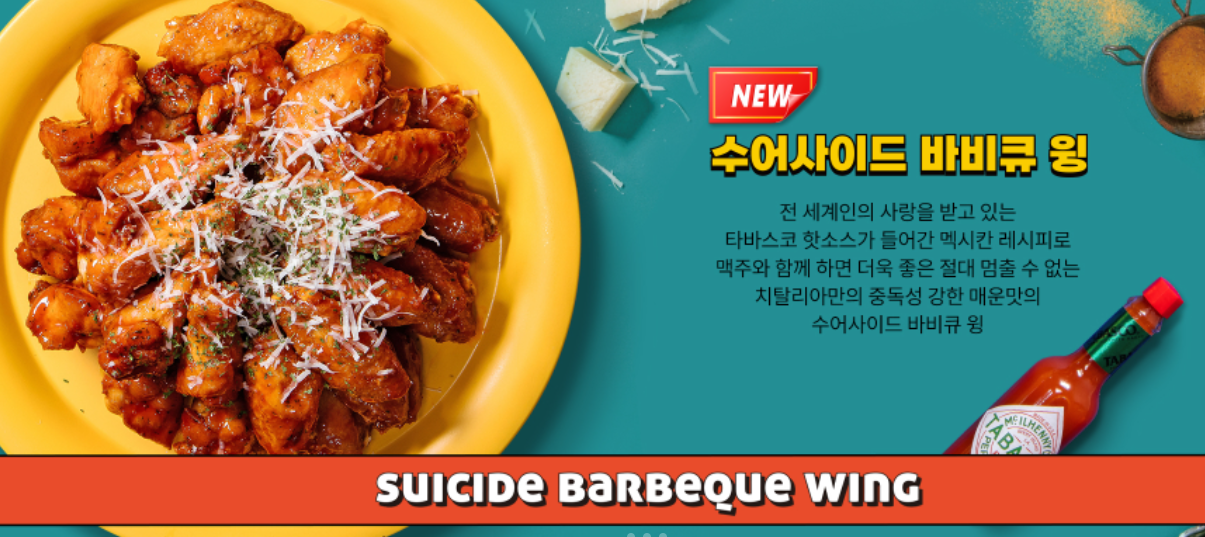 NEW
수어사이드 바비큐 윙
전 세계인의 사랑을 받고 있는
타바스코 핫소스가 들어간 멕시칸 레시피로
맥주와 함께 하면 더욱 좋은 절대 멈출 수 없는
치탈리아만의 중독성 강한 매운맛의
수어사이드 바비큐 윙
McILHENNY
SUICIDE BARBEQUE WING